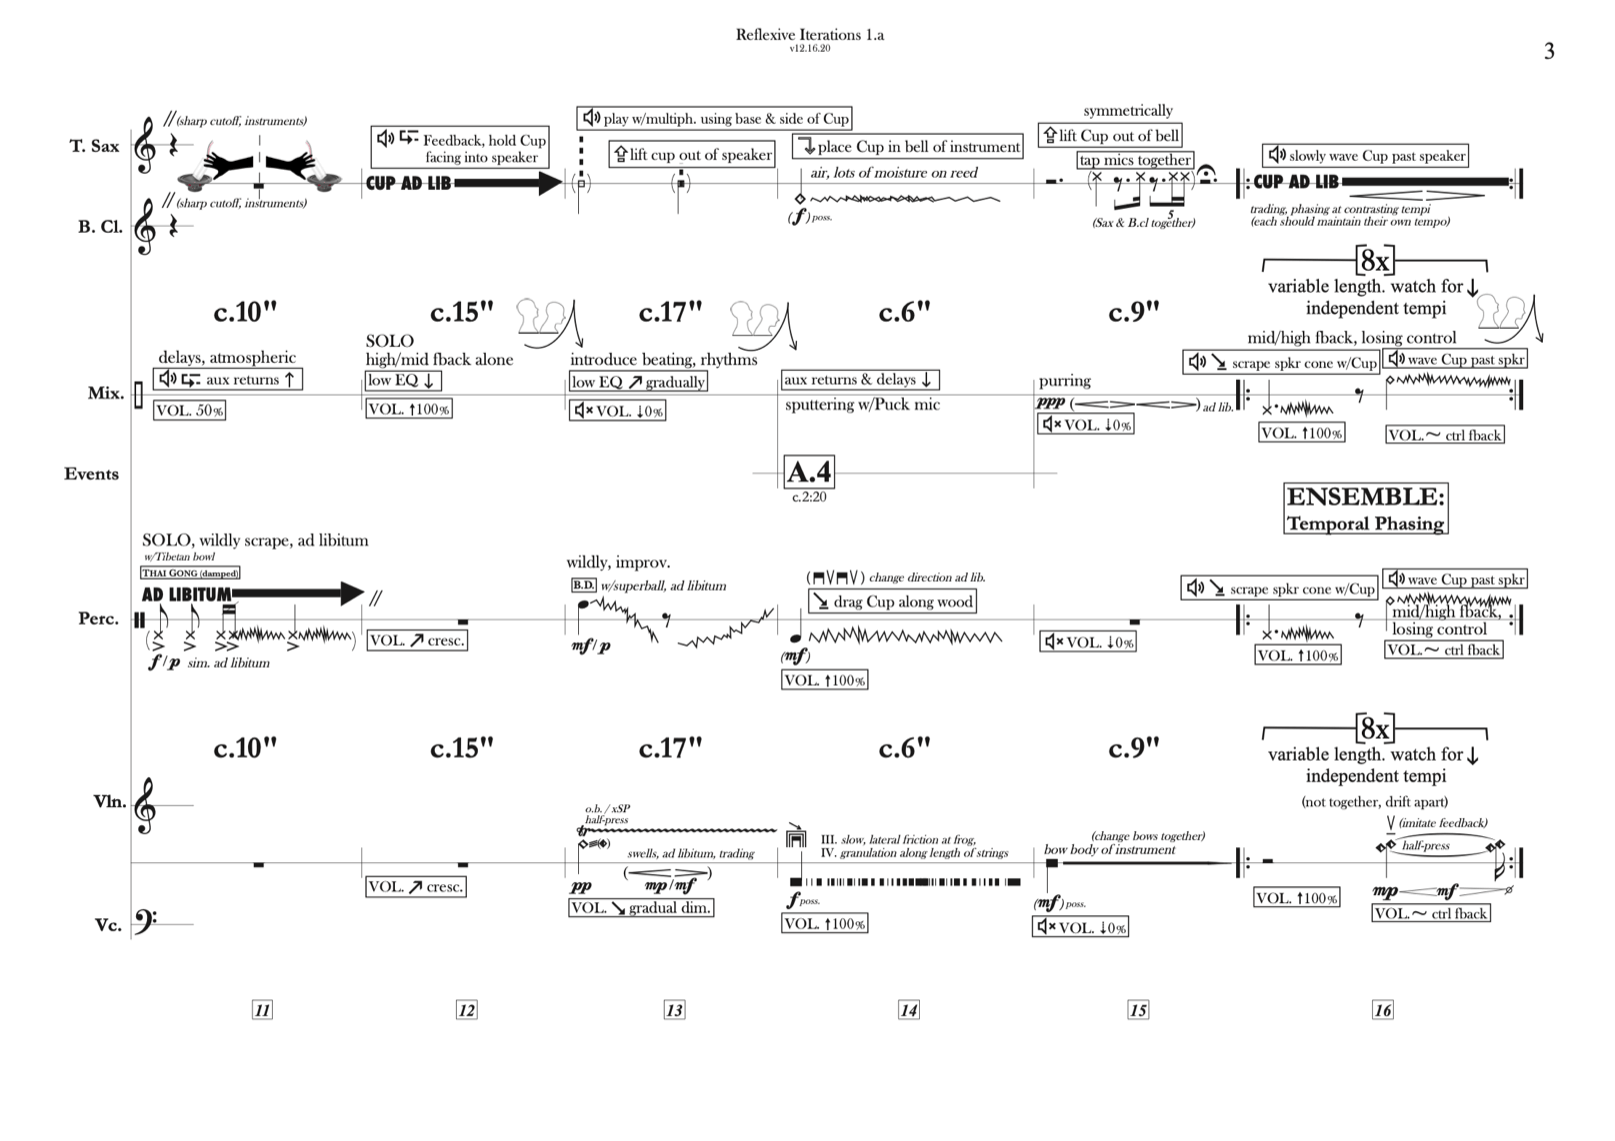 Reflexive Iterations 1.a
v12.16.20
3
T. Sax
// (sharp cutoff, instruments)
Feedback, hold Cup
facing into speaker
CUP AD LIB
play w/multiph. using base & side of Cup
lift cup out of speaker
place Cup in bell of instrument
air, lots of moisture on reed
(f) poss.
symmetrically
lift Cup out of bell
tap mics together
5
(Sax & B.cl together)
slowly wave Cup past speaker
CUP AD LIB
trading, phasing at contrasting tempi
(each should maintain their own tempo)
// (sharp cutoff, instruments)
B. Cl.
c.10"
c.15"
c.17"
c.6"
c.9"
[8x]
variable length. watch for ↓
independent tempi
Mix.
delays, atmospheric
aux returns ↑
VOL. 50%
SOLO
high/mid fback alone
low EQ ↓
VOL. ↑100%
introduce beating, rhythms
low EQ ↗ gradually
VOL. ↓0%
aux returns & delays ↓
sputtering w/Puck mic
purring
ppp ( ) ad lib.
VOL. ↓0%
mid/high fback, losing control
↘ scrape spkr cone w/Cup
wave Cup past spkr
VOL. ↑100%
VOL. ~ ctrl fback
Events
A.4
c.2:20
ENSEMBLE:
Temporal Phasing
Perc.
SOLO, wildly scrape, ad libitum
w/Tibetan bowl
THAI GONG (damped)
AD LIBITUM
//
f/p sim. ad libitum
VOL. ↗ cresc.
wildly, improv.
B.D. w/superball, ad libitum
mf/p
change direction ad lib.
↘ drag Cup along wood
(mf)
VOL. ↑100%
VOL. ↓0%
↘ scrape spkr cone w/Cup
wave Cup past spkr
mid/high fback,
losing control
VOL. ↑100%
VOL. ~ ctrl fback
c.10"
c.15"
c.17"
c.6"
c.9"
[8x]
variable length. watch for ↓
independent tempi
(not together, drift apart)
Vln.
VOL. ↗ cresc.
o.b. / xSP
half-press
tr
swells, ad libitum, trading
pp
mp/mf
VOL. ↘ gradual dim.
III. slow, lateral friction at frog,
IV. granulation along length of strings
f poss.
VOL. ↑100%
(change bows together)
bow body of instrument
(mf) poss.
VOL. ↓0%
VOL. ↑100%
(imitate feedback)
half-press
mp mf ø
VOL. ~ ctrl fback
Vc.
11
12
13
14
15
16